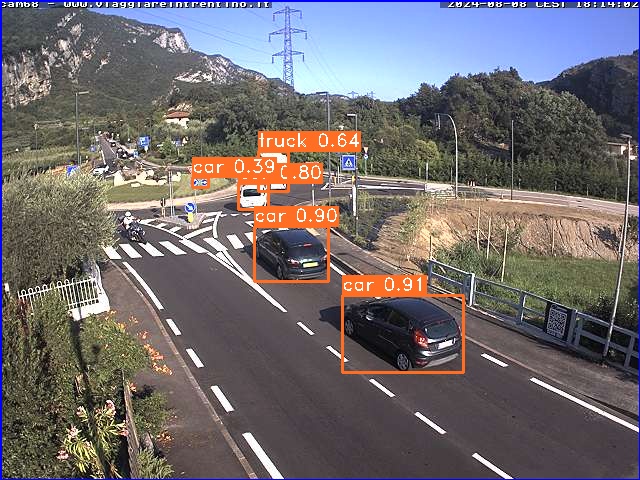 cam68 - www.viaggiareintrentino.it
2024-08-08 CEST 18:14:02
truck 0.64
car 0.39
0.80
car 0.90
car 0.91